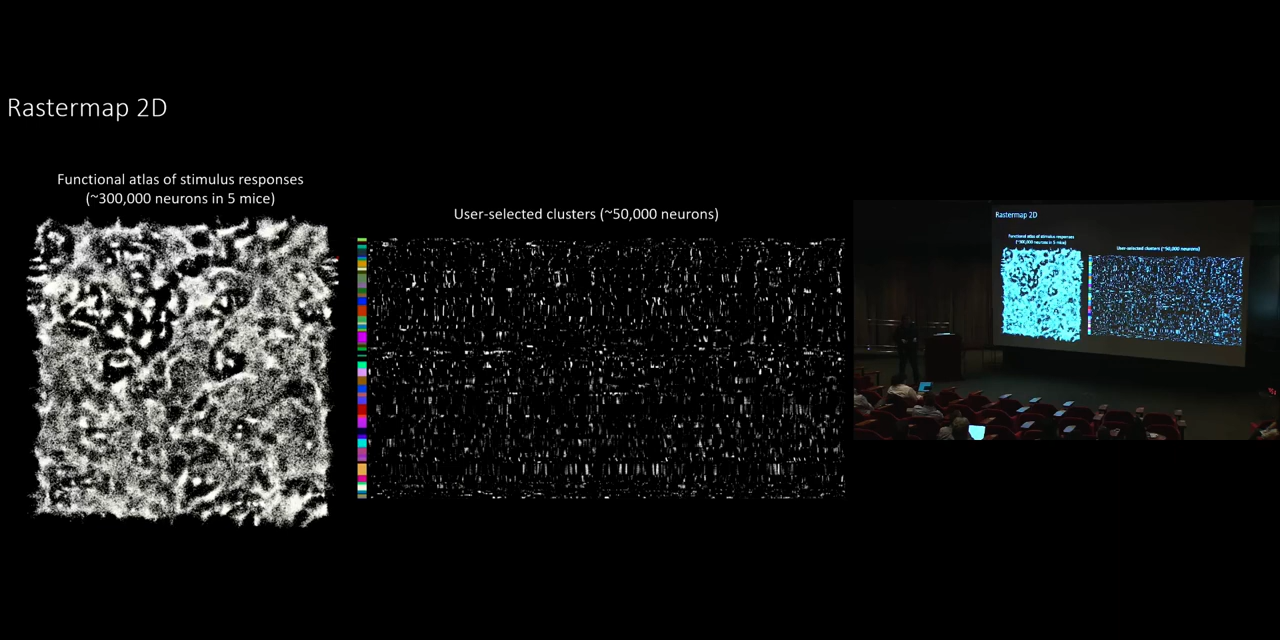 Rastermap 2D
Functional atlas of stimulus responses
(~300,000 neurons in 5 mice)
User-selected clusters (~50,000 neurons)
Rastermap 2D
Functional atlas of stimulus responses
(~300,000 neurons in 5 mice)
User-selected clusters (~50,000 neurons)